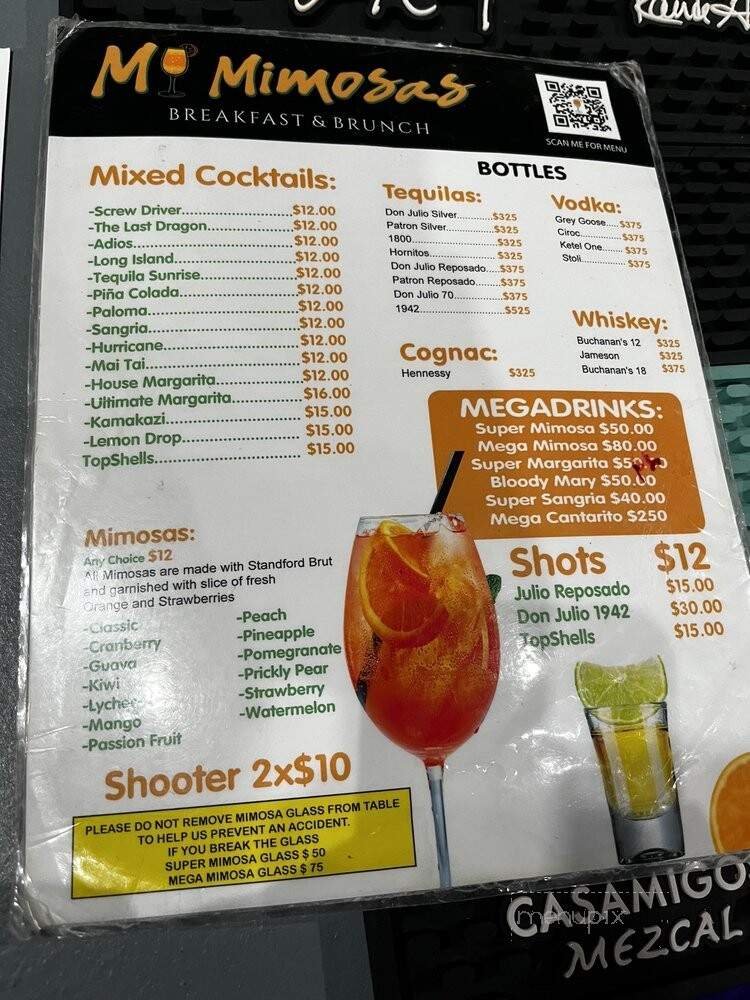 Mi Mimosas
BREAKFAST & BRUNCH
SCAN ME FOR MENU
Mixed Cocktails:
-Screw Driver..............................$12.00
-The Last Dragon.......................$12.00
-Adios..........................................$12.00
-Long Island................................$12.00
-Tequila Sunrise..........................$12.00
-Piña Colada...............................$12.00
-Paloma.......................................$12.00
-Sangria.......................................$12.00
-Hurricane...................................$12.00
-Mai Tai........................................$12.00
-House Margarita.......................$12.00
-Ultimate Margarita...................$16.00
-Kamakazi...................................$15.00
-Lemon Drop..............................$15.00
TopShells.....................................$15.00
BOTTLES
Tequilas:
Don Julio Silver.............$325
Patron Silver.................$325
1800..............................$325
Hornitos........................$325
Don Julio Reposado....$375
Patron Reposado........$375
Don Julio 70.................$375
1942..............................$525
Vodka:
Grey Goose.....$375
Ciroc...............$375
Ketel One........$375
Stoli.................$375
Cognac:
Hennessy $325
Whiskey:
Buchanan's 12 $325
Jameson $325
Buchanan's 18 $375
MEGADRINKS:
Super Mimosa $50.00
Mega Mimosa $80.00
Super Margarita
Bloody Mary $50.00
Super Sangria $40.00
Mega Cantarito $250
Mimosas:
Any Choice $12
All Mimosas are made with Standford Brut
and garnished with slice of fresh
Orange and Strawberries
-Classic
-Cranberry
-Guava
-Kiwi
-Lychee
-Mango
-Passion Fruit
-Peach
-Pineapple
-Pomegranate
-Prickly Pear
-Strawberry
-Watermelon
Shots $12
Julio Reposado $15.00
Don Julio 1942 $30.00
TopShells $15.00
Shooter 2x$10
PLEASE DO NOT REMOVE MIMOSA GLASS FROM TABLE
TO HELP US PREVENT AN ACCIDENT.
IF YOU BREAK THE GLASS
SUPER MIMOSA GLASS $ 50
MEGA MIMOSA GLASS $ 75
menupix
CASAMIGOS
MEZCAL